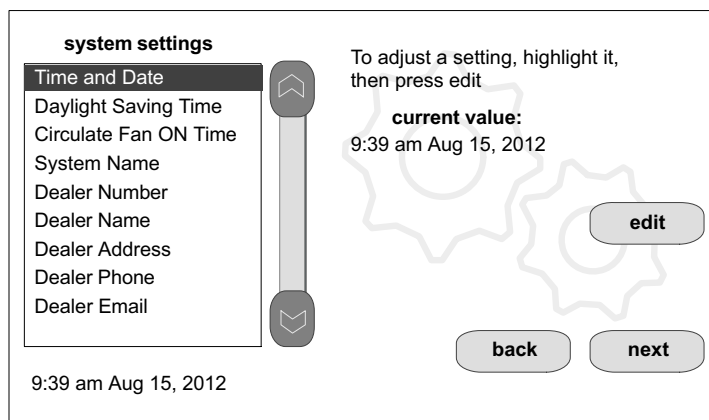 system settings
Time and Date
Daylight Saving Time
Circulate Fan ON Time
System Name
Dealer Number
Dealer Name
Dealer Address
Dealer Phone
Dealer Email
9:39 am Aug 15, 2012
To adjust a setting, highlight it,
then press edit
current value:
9:39 am Aug 15, 2012
edit
back
next